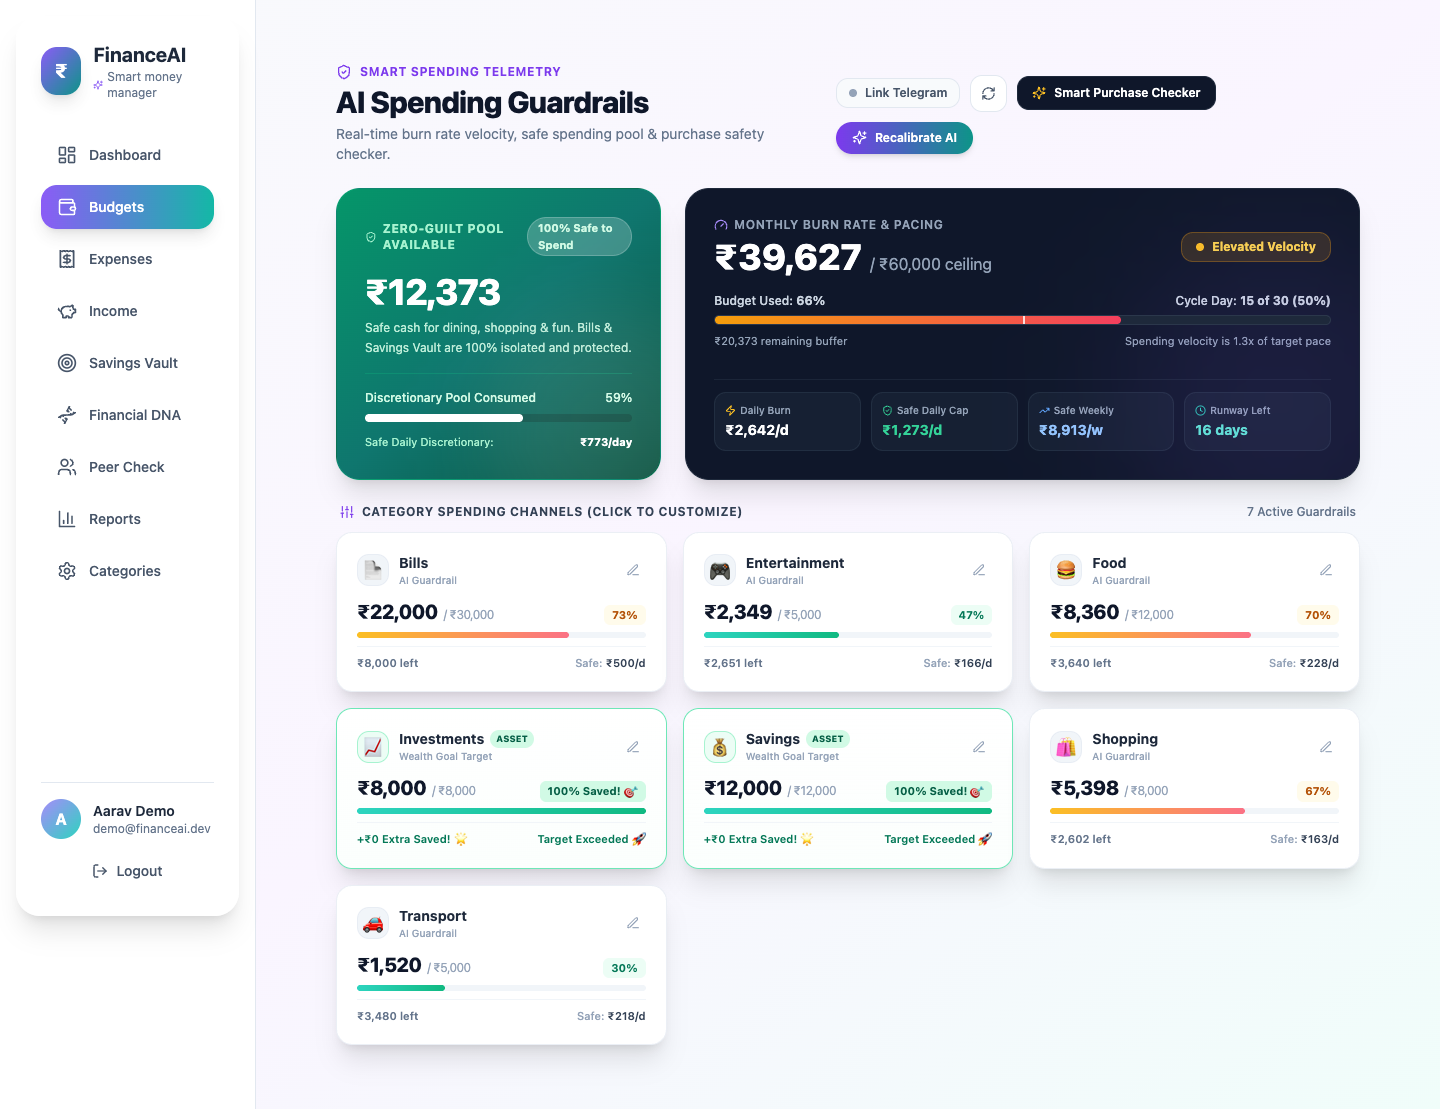 ₹
FinanceAI
Smart money
manager
Dashboard
Budgets
Expenses
Income
Savings Vault
Financial DNA
Peer Check
Reports
Categories
A
Aarav Demo
demo@financeai.dev
Logout
SMART SPENDING TELEMETRY
AI Spending Guardrails
Real-time burn rate velocity, safe spending pool & purchase safety
checker.
Link Telegram
Smart Purchase Checker
Recalibrate AI
ZERO-GUILT POOL
AVAILABLE
100% Safe to
Spend
₹12,373
Safe cash for dining, shopping & fun. Bills &
Savings Vault are 100% isolated and protected.
Discretionary Pool Consumed 59%
Safe Daily Discretionary: ₹773/day
MONTHLY BURN RATE & PACING
₹39,627 / ₹60,000 ceiling
Elevated Velocity
Budget Used: 66% Cycle Day: 15 of 30 (50%)
₹20,373 remaining buffer Spending velocity is 1.3x of target pace
Daily Burn
₹2,642/d
Safe Daily Cap
₹1,273/d
Safe Weekly
₹8,913/w
Runway Left
16 days
CATEGORY SPENDING CHANNELS (CLICK TO CUSTOMIZE) 7 Active Guardrails
Bills
AI Guardrail
₹22,000 / ₹30,000 73%
₹8,000 left Safe: ₹500/d
Entertainment
AI Guardrail
₹2,349 / ₹5,000 47%
₹2,651 left Safe: ₹166/d
Food
AI Guardrail
₹8,360 / ₹12,000 70%
₹3,640 left Safe: ₹228/d
Investments ASSET
Wealth Goal Target
₹8,000 / ₹8,000 100% Saved! 🎯
+₹0 Extra Saved! 🌟 Target Exceeded 🚀
Savings ASSET
Wealth Goal Target
₹12,000 / ₹12,000 100% Saved! 🎯
+₹0 Extra Saved! 🌟 Target Exceeded 🚀
Shopping
AI Guardrail
₹5,398 / ₹8,000 67%
₹2,602 left Safe: ₹163/d
Transport
AI Guardrail
₹1,520 / ₹5,000 30%
₹3,480 left Safe: ₹218/d